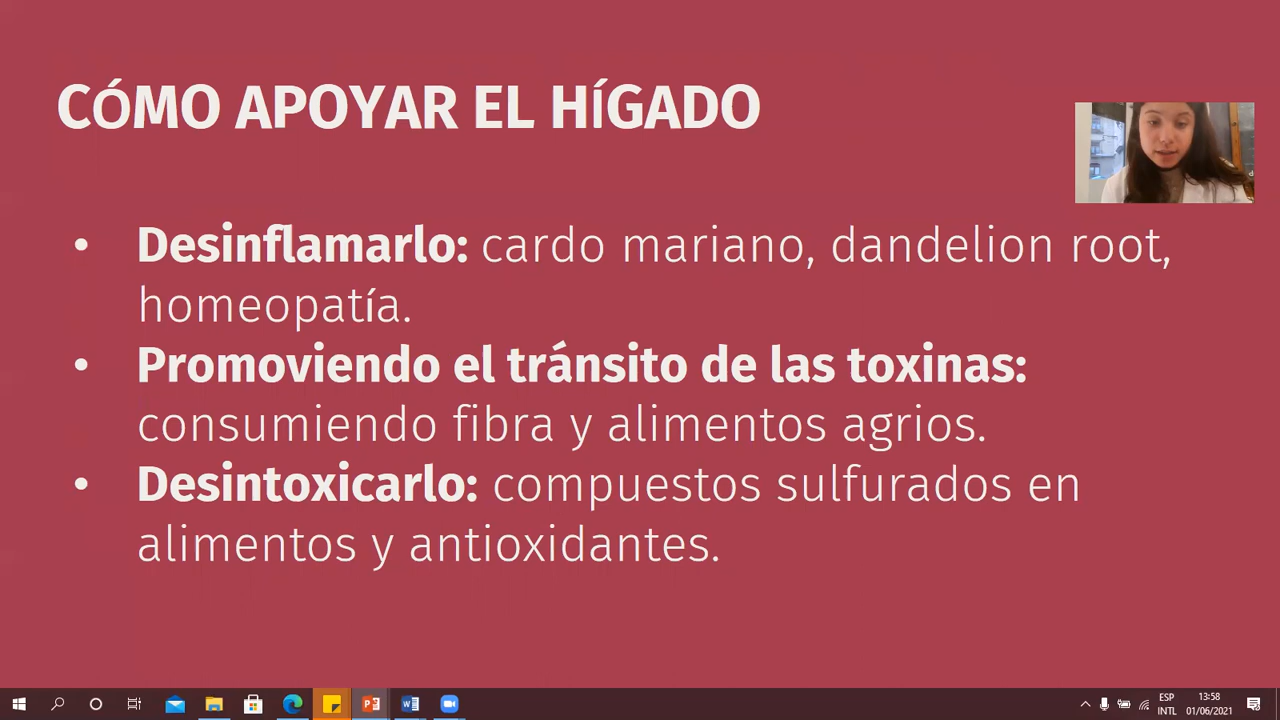 CÓMO APOYAR EL HÍGADO
• Desinflamarlo: cardo mariano, dandelion root,
homeopatía.
• Promoviendo el tránsito de las toxinas:
consumiendo fibra y alimentos agrios.
• Desintoxicarlo: compuestos sulfurados en
alimentos y antioxidantes.
ESP
INTL
13:58
01/06/2021